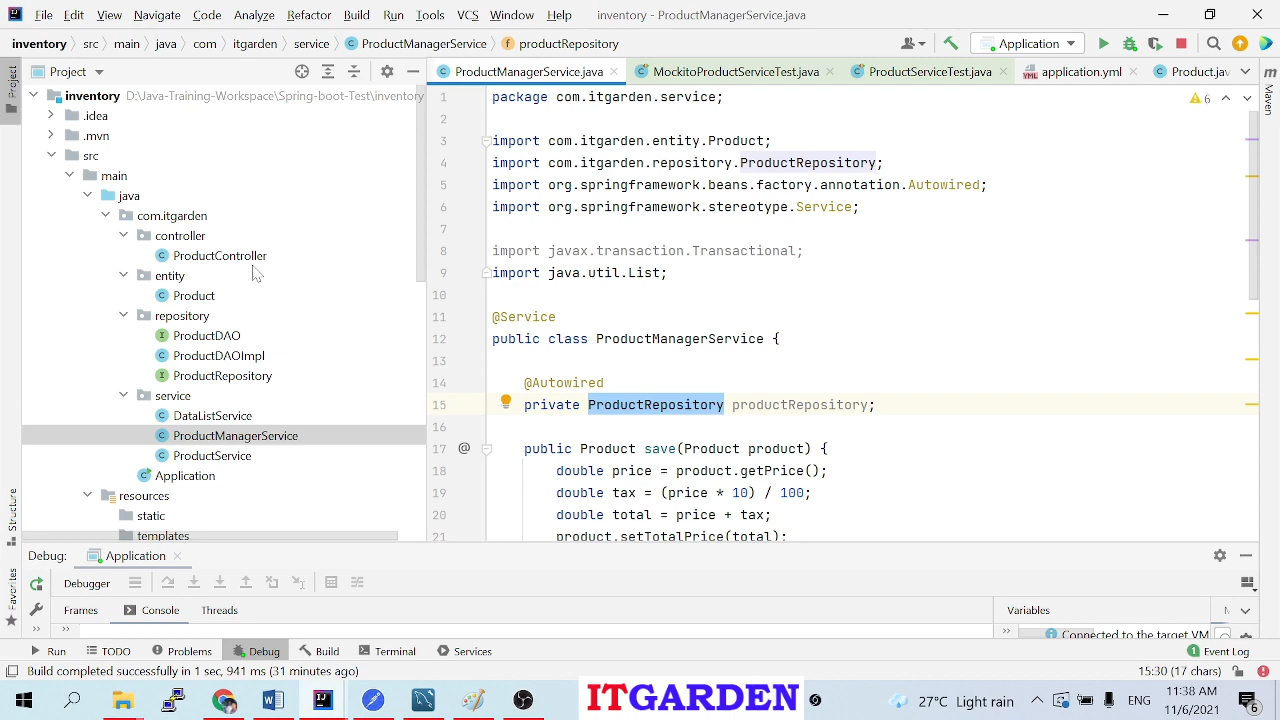 File Edit View Navigate Code Refactor Build Run Tools VCS Window Help inventory - ProductManagerService.java
inventory src main java com itgarden service ProductManagerService productRepository Application
Project
ProductManagerService.java MockitoProductServiceTest.java ProductServiceTest.java application.yml Product.java
Project
Structure
Favorites
Maven
inventory D:\Java-Training-Workspace\Spring-boot-Test\inventory
.idea
.mvn
src
main
java
com.itgarden
controller
ProductController
entity
Product
repository
ProductDAO
ProductDAOImpl
ProductRepository
service
DataListService
ProductManagerService
ProductService
Application
resources
static
templates
6
1 package com.itgarden.service;
2
3 import com.itgarden.entity.Product;
4 import com.itgarden.repository.ProductRepository;
5 import org.springframework.beans.factory.annotation.Autowired;
6 import org.springframework.stereotype.Service;
7
8 import javax.transaction.Transactional;
9 import java.util.List;
10
11 @Service
12 public class ProductManagerService {
13
14 @Autowired
15 private ProductRepository productRepository;
16
17 @ public Product save(Product product) {
18 double price = product.getPrice();
19 double tax = (price * 10) / 100;
20 double total = price + tax;
21 product.setTotalPrice(total);
Debug: Application
Debugger
Frames Console Threads Variables
Connected to the target VM
Run TODO Problems Debug Build Terminal Services Event Log
1
Build completed successfully in 1 sec, 941 ms (31 minutes ago) 15:30 (17 chars)
ITGARDEN
27°C Light rain ENG 11:38 AM
11/6/2021
6